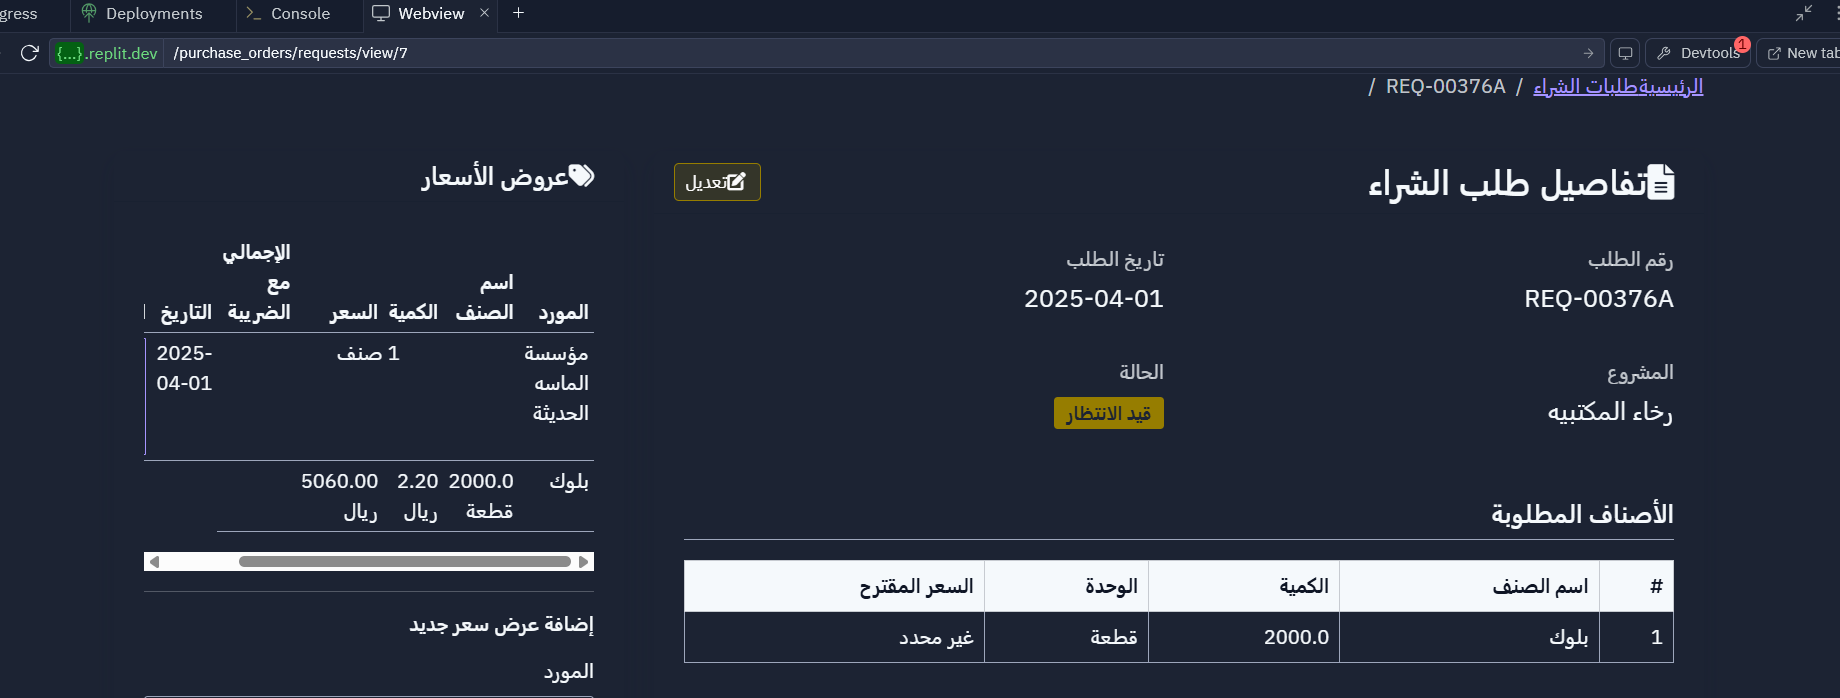 gress
Deployments
Console
Webview
{...}.replit.dev
/purchase_orders/requests/view/7
Devtools
1
New tab
الرئيسيةطلبات الشراء / REQ-00376A /
تفاصيل طلب الشراء
تعديل
رقم الطلب
REQ-00376A
تاريخ الطلب
2025-04-01
المشروع
رخاء المكتبيه
الحالة
قيد الانتظار
الأصناف المطلوبة
# اسم الصنف الكمية الوحدة السعر المقترح
1 بلوك 2000.0 قطعة غير محدد
عروض الأسعار
المورد
اسم
الصنف
الكمية
السعر
الإجمالي
مع
الضريبة
التاريخ
مؤسسة
الماسه
الحديثة
1 صنف
2025-
04-01
بلوك
2000.0
قطعة
2.20
ريال
5060.00
ريال
إضافة عرض سعر جديد
المورد